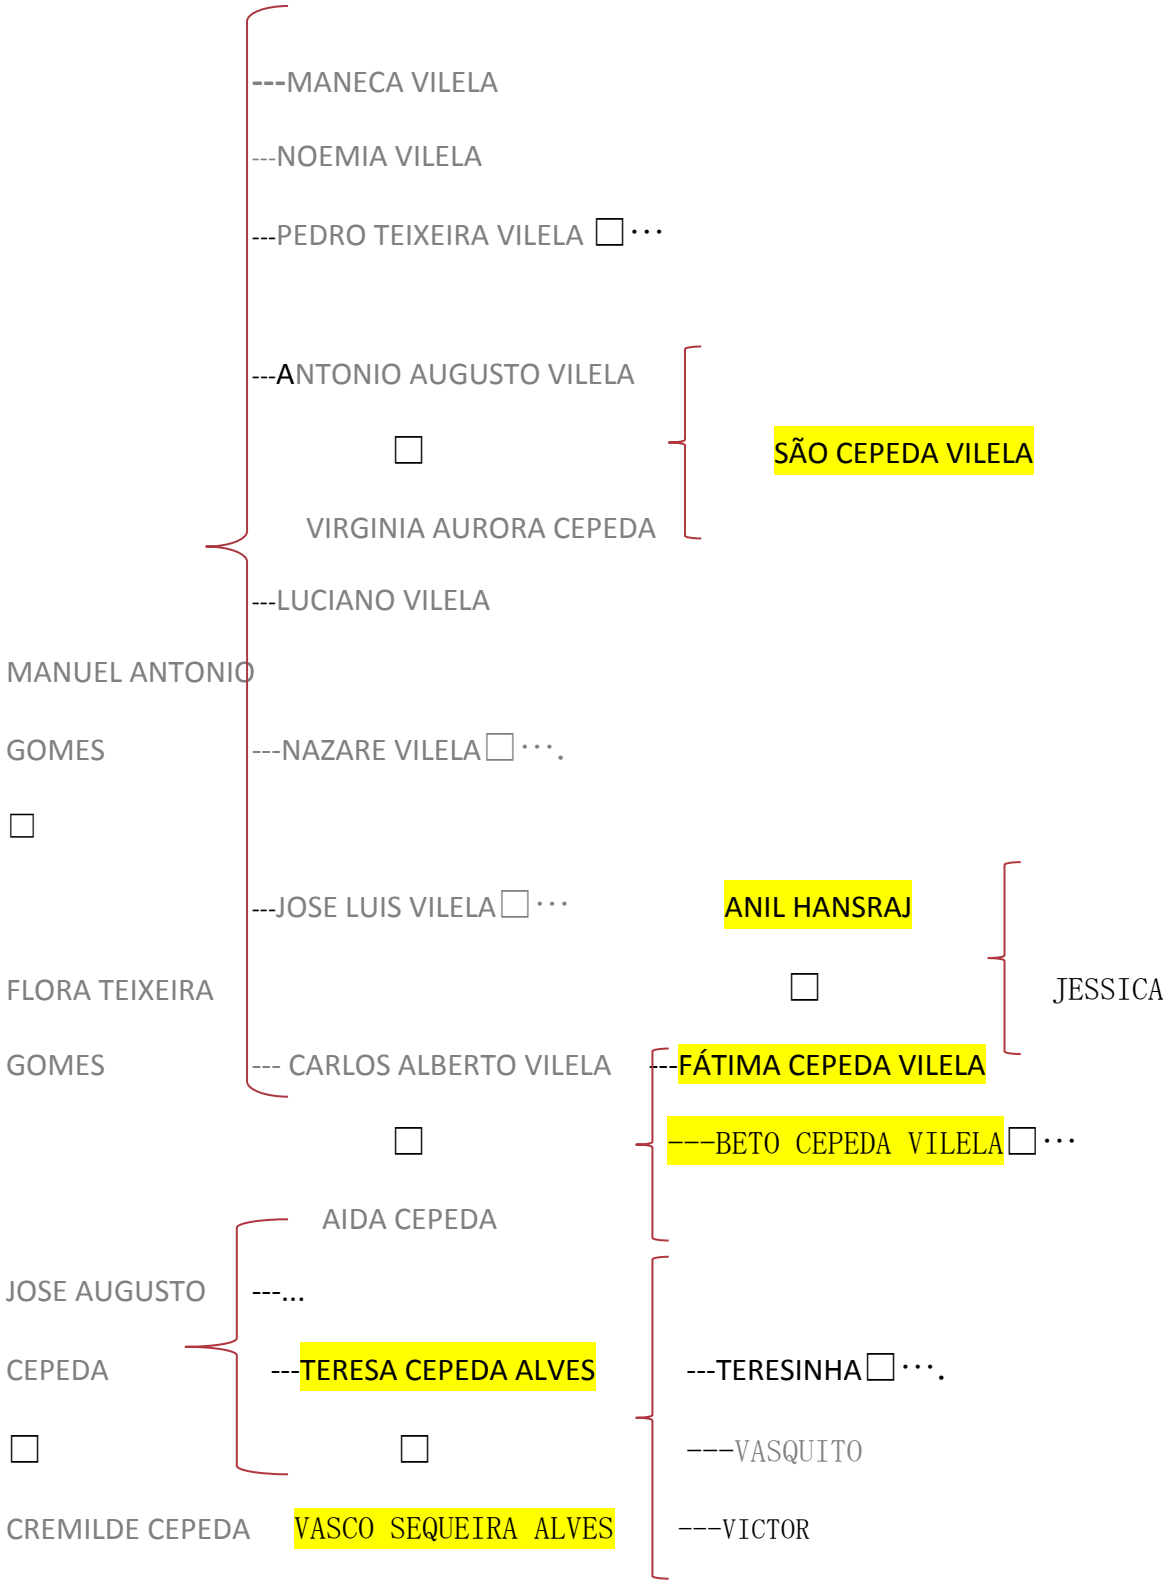 ---MANECA VILELA
---NOEMIA VILELA
---PEDRO TEIXEIRA VILELA □ ...
---ANTONIO AUGUSTO VILELA
□ SÃO CEPEDA VILELA
VIRGINIA AURORA CEPEDA
---LUCIANO VILELA
MANUEL ANTONIO
GOMES ---NAZARE VILELA □ ....
□
---JOSE LUIS VILELA □ ... ANIL HANSRAJ
FLORA TEIXEIRA □ JESSICA
GOMES --- CARLOS ALBERTO VILELA ---FÁTIMA CEPEDA VILELA
□ ---BETO CEPEDA VILELA □ ...
AIDA CEPEDA
JOSE AUGUSTO ---...
CEPEDA ---TERESA CEPEDA ALVES ---TERESINHA □ ....
□ □ ---VASQUITO
CREMILDE CEPEDA VASCO SEQUEIRA ALVES ---VICTOR